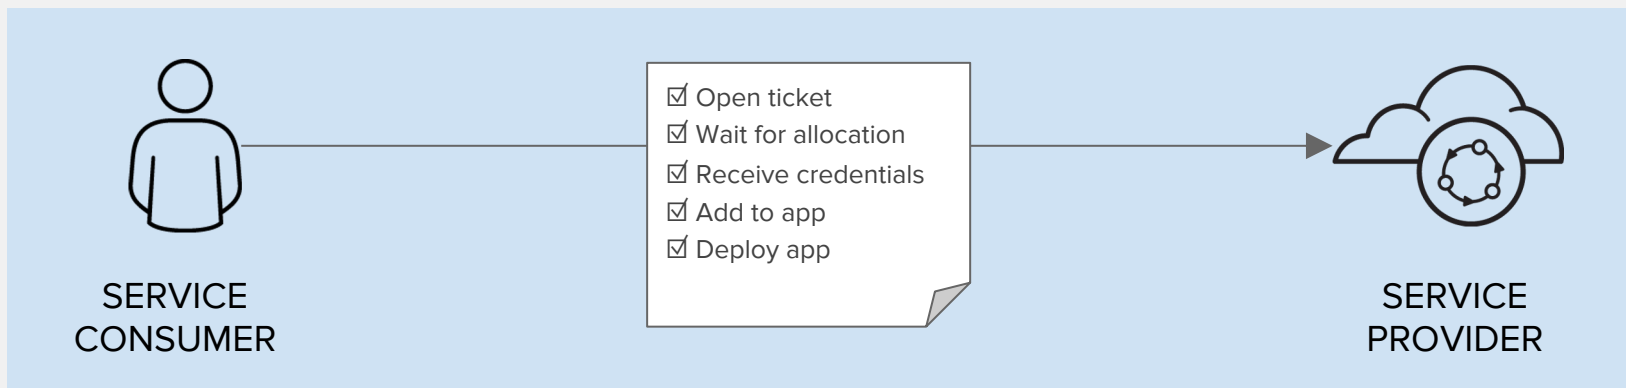 ☑ Open ticket
☑ Wait for allocation
☑ Receive credentials
☑ Add to app
☑ Deploy app
SERVICE
CONSUMER
SERVICE
PROVIDER